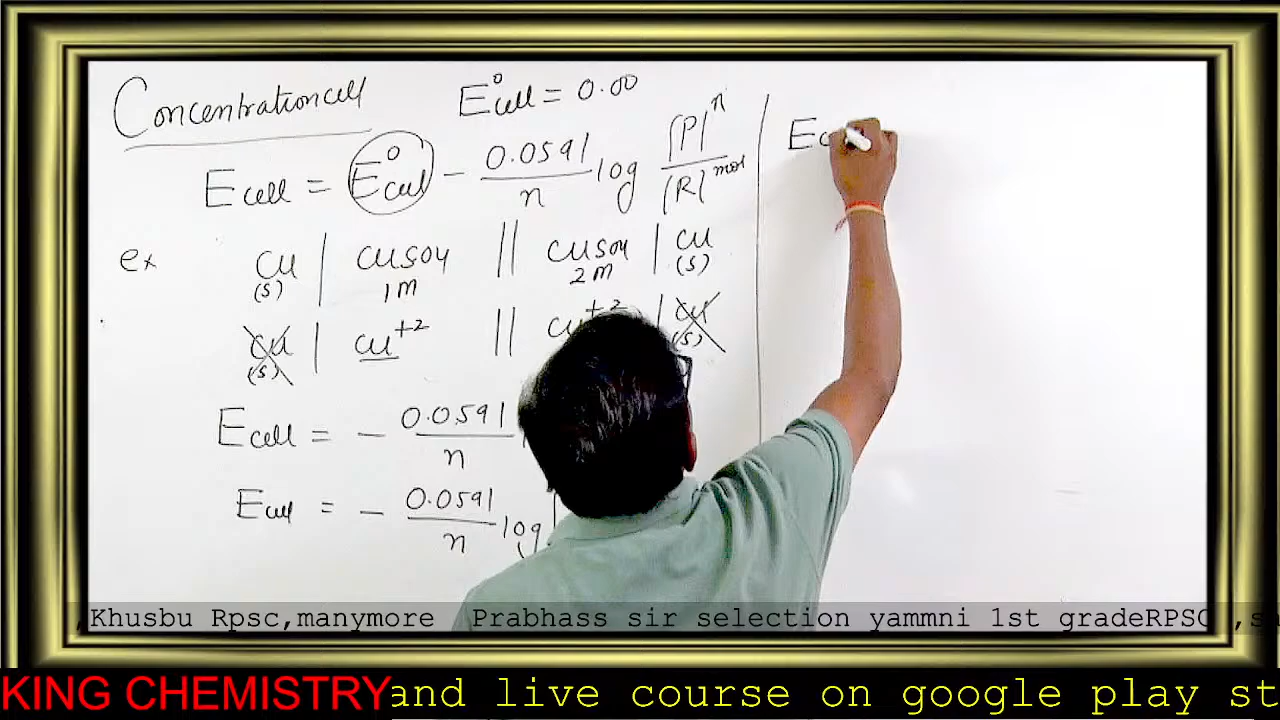 Concentrationcell E°cell = 0.00
Ecell = E°cell - 0.0591/n log [P]^n/[R] mol
ex Cu(s) | CuSO4 1M || CuSO4 2M | Cu(s)
Cu(s) | Cu+2 || Cu+2 | Cu(s)
Ecell = - 0.0591/n
Ecell = - 0.0591/n log
,Khusbu Rpsc,manymore Prabhass sir selection yammni 1st gradeRPSC ,
KING CHEMISTRY and live course on google play st